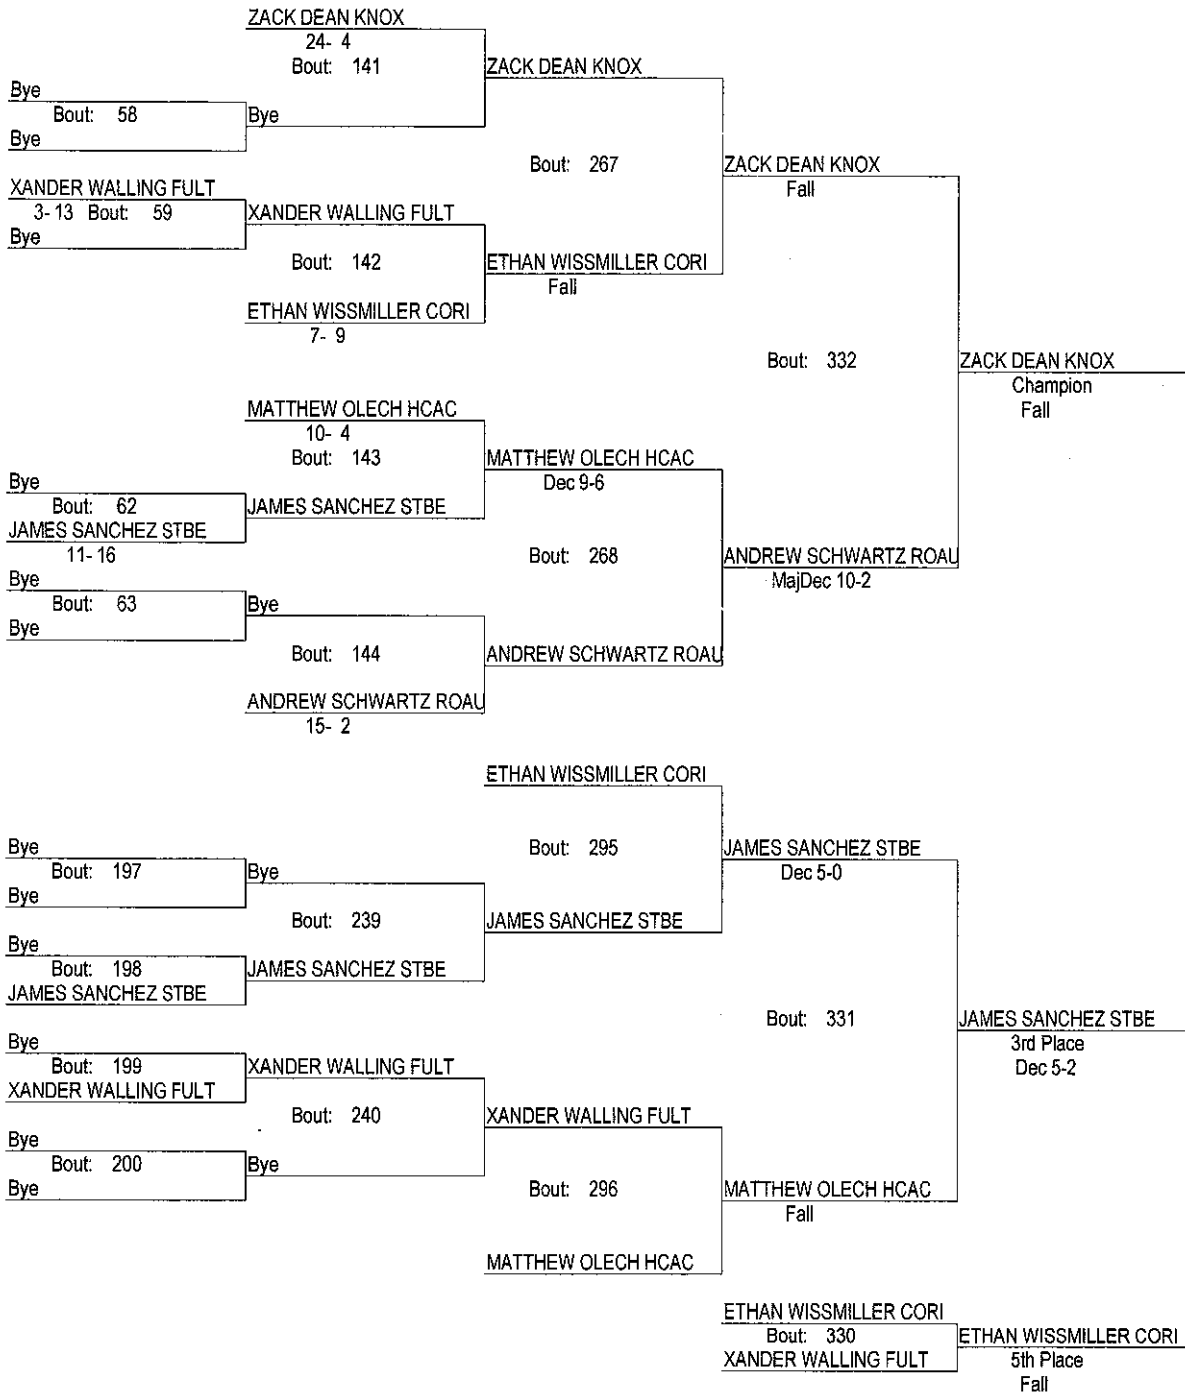 ZACK DEAN KNOX
24- 4
Bout: 141
ZACK DEAN KNOX
Bye
Bout: 58
Bye
Bye
Bout: 267
ZACK DEAN KNOX
Fall
XANDER WALLING FULT
3- 13 Bout: 59
XANDER WALLING FULT
Bye
Bout: 142
ETHAN WISSMILLER CORI
Fall
ETHAN WISSMILLER CORI
7- 9
Bout: 332
ZACK DEAN KNOX
Champion
Fall
MATTHEW OLECH HCAC
10- 4
Bout: 143
MATTHEW OLECH HCAC
Dec 9-6
Bye
Bout: 62
JAMES SANCHEZ STBE
JAMES SANCHEZ STBE
11- 16
Bout: 268
ANDREW SCHWARTZ ROAU
MajDec 10-2
Bye
Bout: 63
Bye
Bye
Bout: 144
ANDREW SCHWARTZ ROAU
ANDREW SCHWARTZ ROAU
15- 2
ETHAN WISSMILLER CORI
Bout: 295
JAMES SANCHEZ STBE
Dec 5-0
Bye
Bout: 197
Bye
Bye
Bout: 239
JAMES SANCHEZ STBE
Bye
Bout: 198
JAMES SANCHEZ STBE
JAMES SANCHEZ STBE
Bout: 331
JAMES SANCHEZ STBE
3rd Place
Dec 5-2
Bye
Bout: 199
XANDER WALLING FULT
XANDER WALLING FULT
Bout: 240
XANDER WALLING FULT
Bye
Bout: 200
Bye
Bye
Bout: 296
MATTHEW OLECH HCAC
Fall
MATTHEW OLECH HCAC
ETHAN WISSMILLER CORI
Bout: 330
ETHAN WISSMILLER CORI
XANDER WALLING FULT
5th Place
Fall